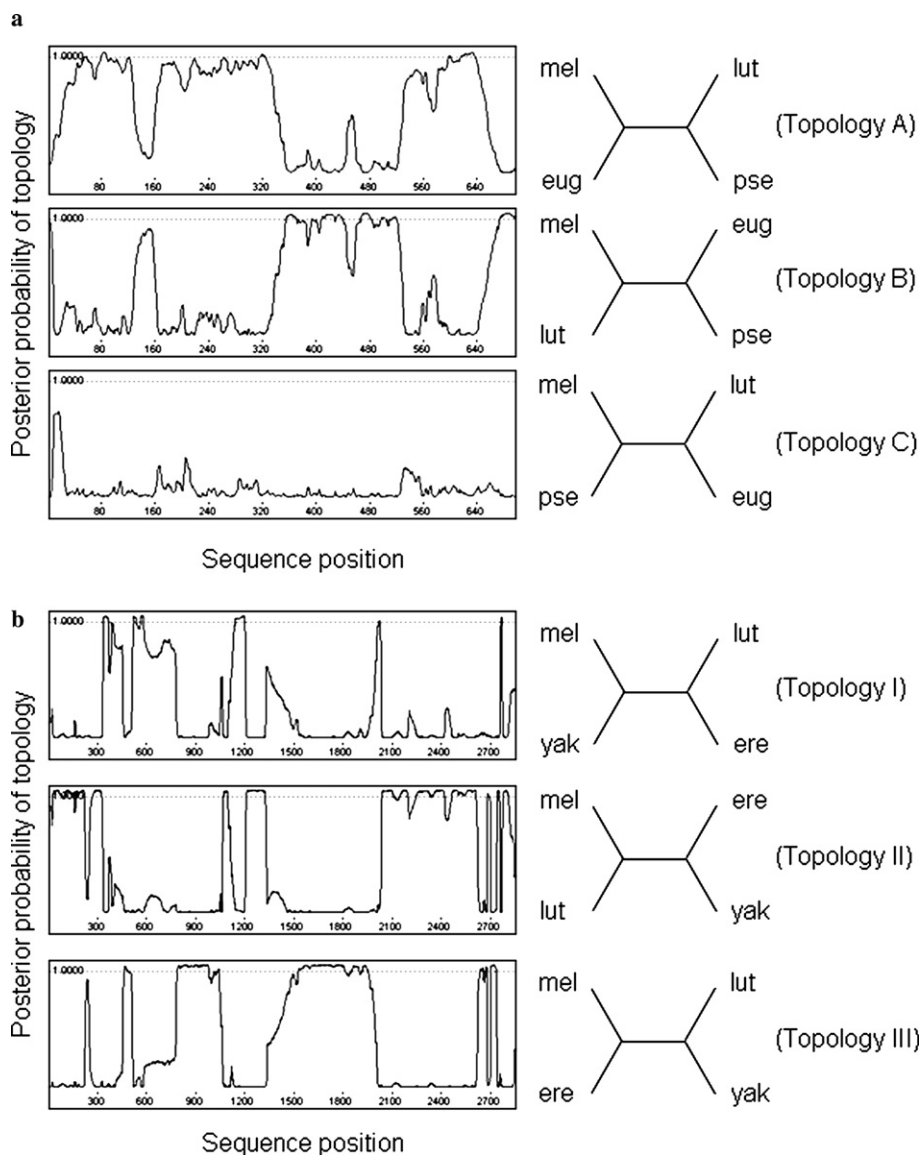 a
Posterior probability of topology
1.0000
80 160 240 320 400 480 560 640
mel lut
(Topology A)
eug pse
1.0000
80 160 240 320 400 480 560 640
mel eug
(Topology B)
lut pse
1.0000
80 160 240 320 400 480 560 640
mel lut
(Topology C)
pse eug
Sequence position
b
Posterior probability of topology
1.0000
300 600 900 1200 1500 1800 2100 2400 2700
mel lut
(Topology I)
yak ere
300 600 900 1200 1500 1800 2100 2400 2700
mel ere
(Topology II)
lut yak
1.0000
300 600 900 1200 1500 1800 2100 2400 2700
mel lut
(Topology III)
ere yak
Sequence position